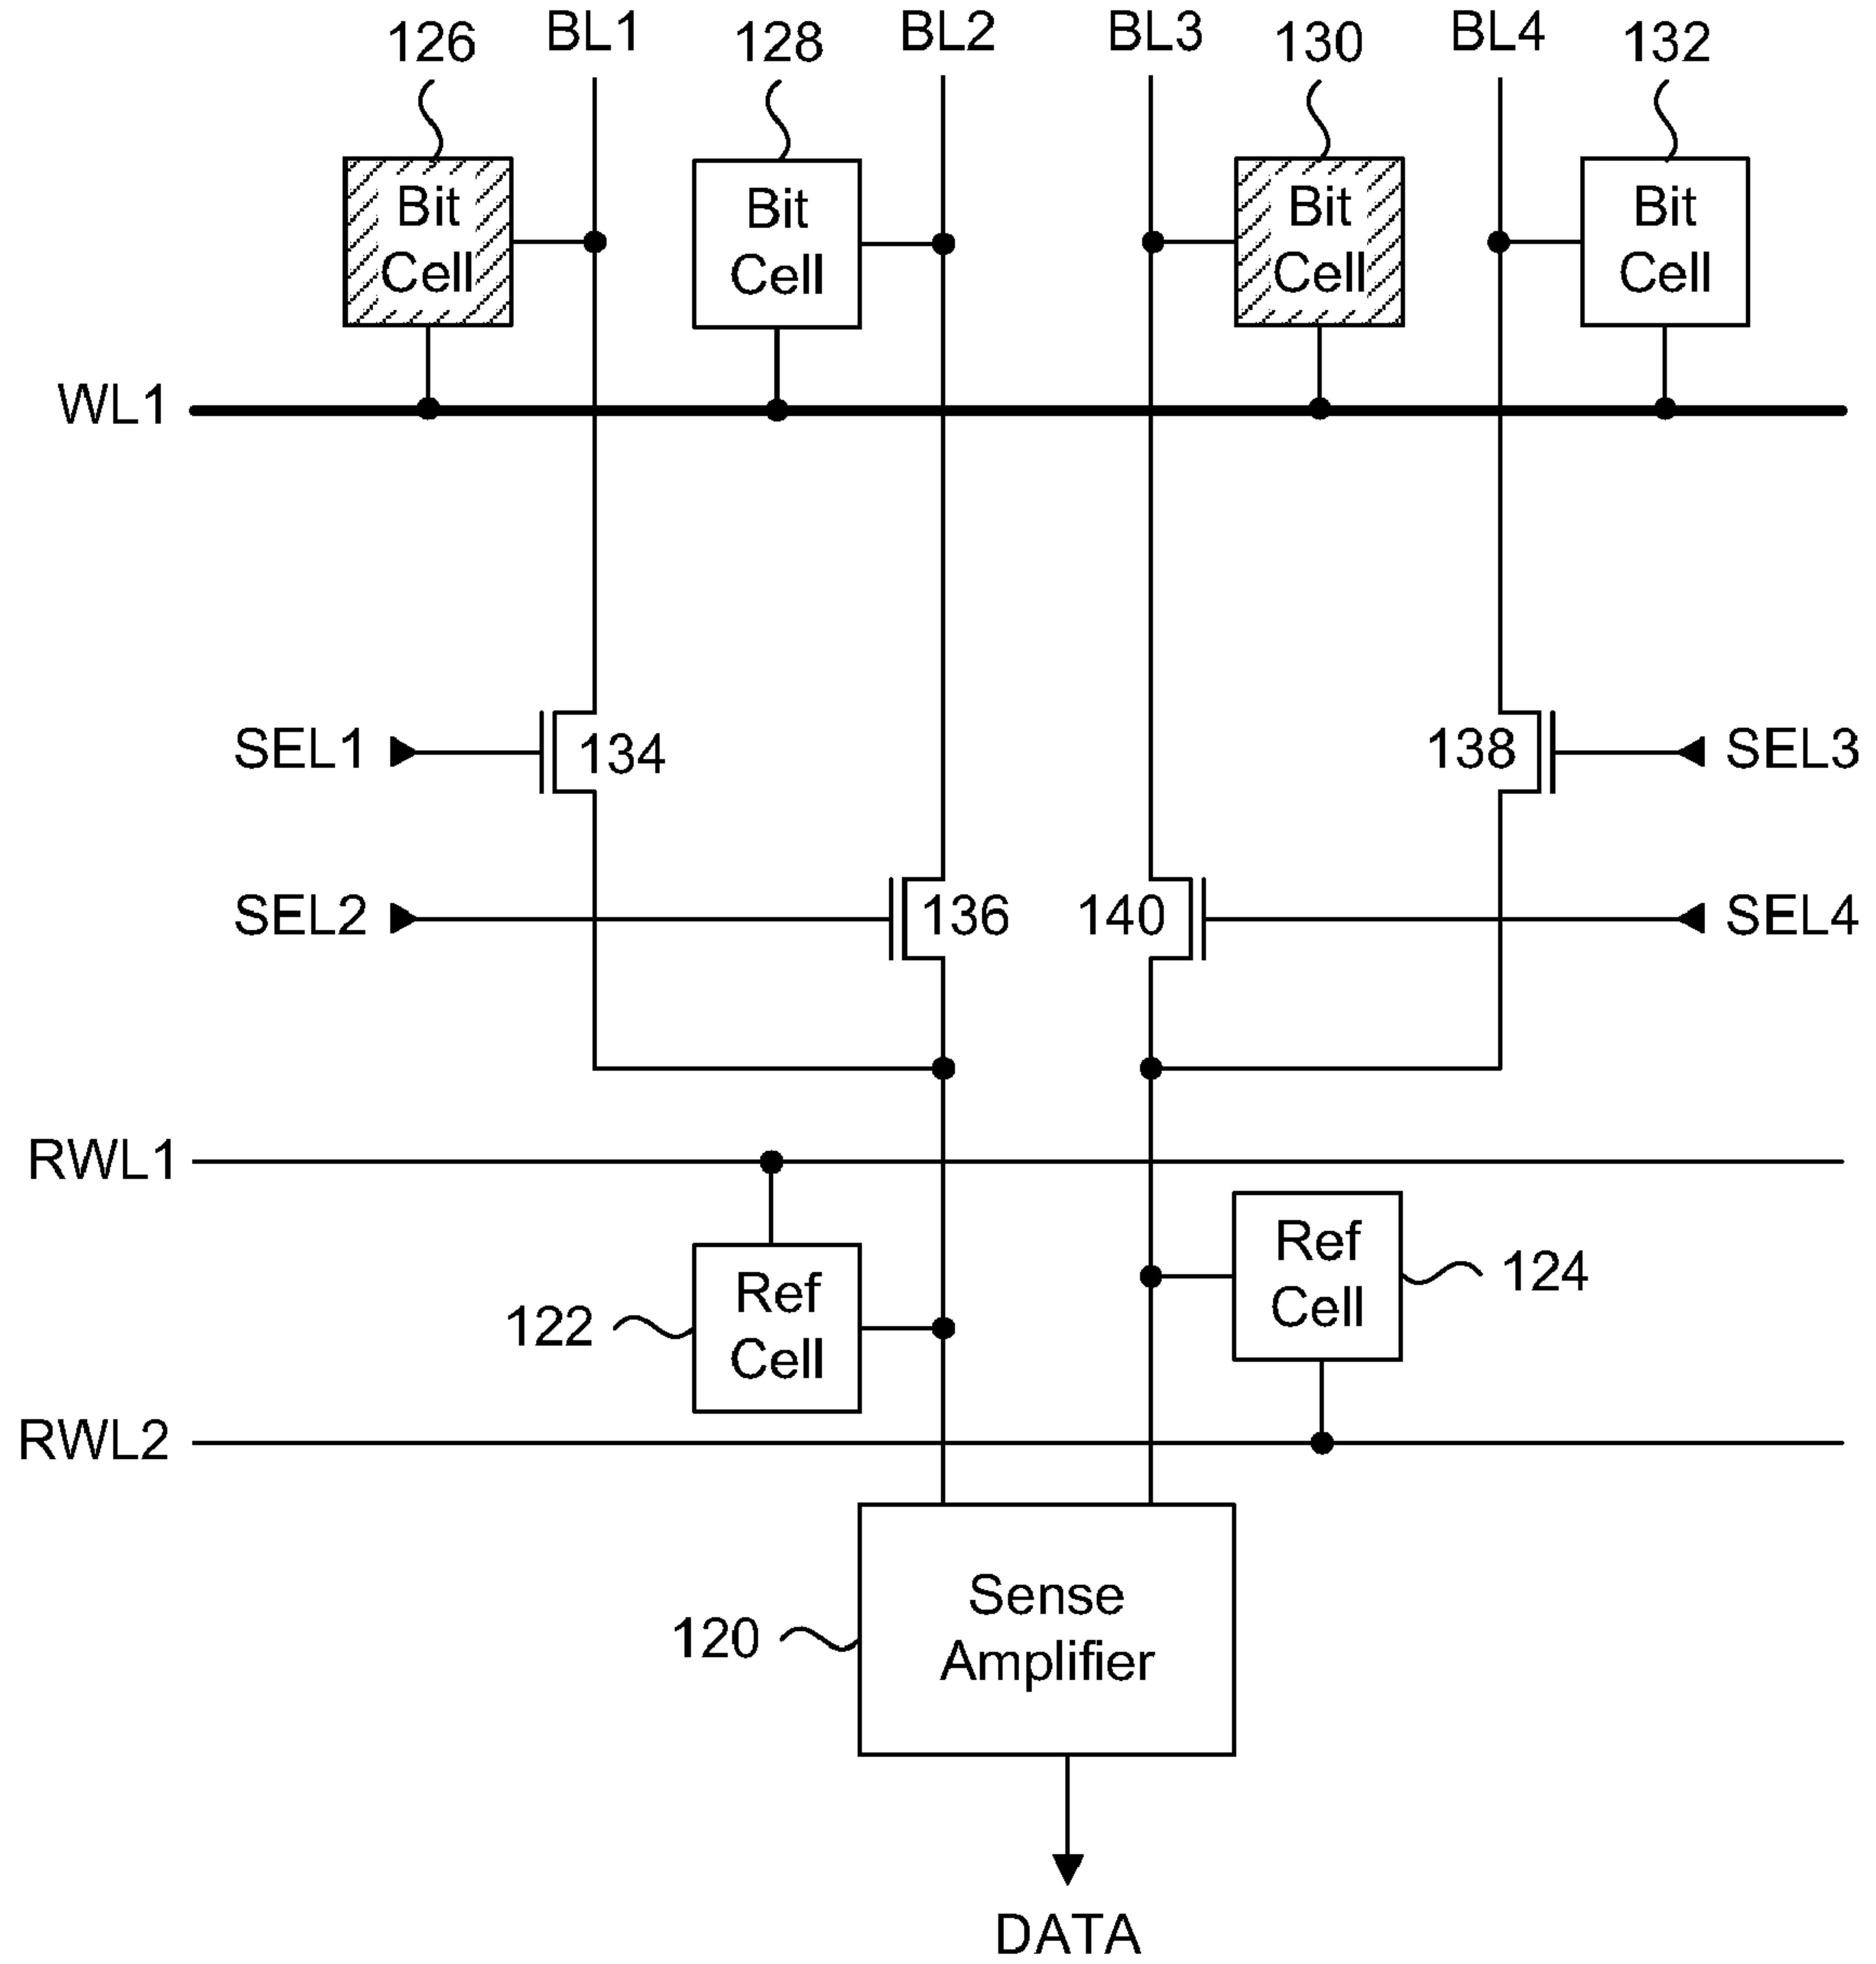 126 BL1 128 BL2 BL3 130 BL4 132
Bit
Cell
Bit
Cell
Bit
Cell
Bit
Cell
WL1
SEL1 134 138 SEL3
SEL2 136 140 SEL4
RWL1
Ref
Cell
124
122
Ref
Cell
RWL2
120
Sense
Amplifier
DATA